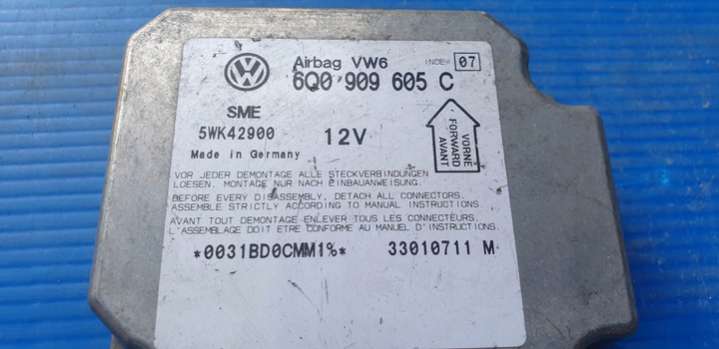 Airbag VW6 INDEX 07
6Q0 909 605 C
SME
5WK42900 12V
Made in Germany
VORNE
FORWARD
AVANT
VOR JEDER DEMONTAGE ALLE STECKVERBINDUNGEN
LOESEN, MONTAGE NUR NACH EINBAUANWEISUNG.
BEFORE EVERY DISASSEMBLY, DETACH ALL CONNECTORS.
ASSEMBLE STRICTLY ACCORDING TO MANUAL INSTRUCTIONS.
AVANT TOUT DEMONTAGE ENLEVER TOUS LES CONNECTEURS.
L'ASSEMBLAGE DOIT ETRE CONFORME AU MANUEL D'INSTRUCTIONS.
*0031BD0CMM1%* 33010711 M